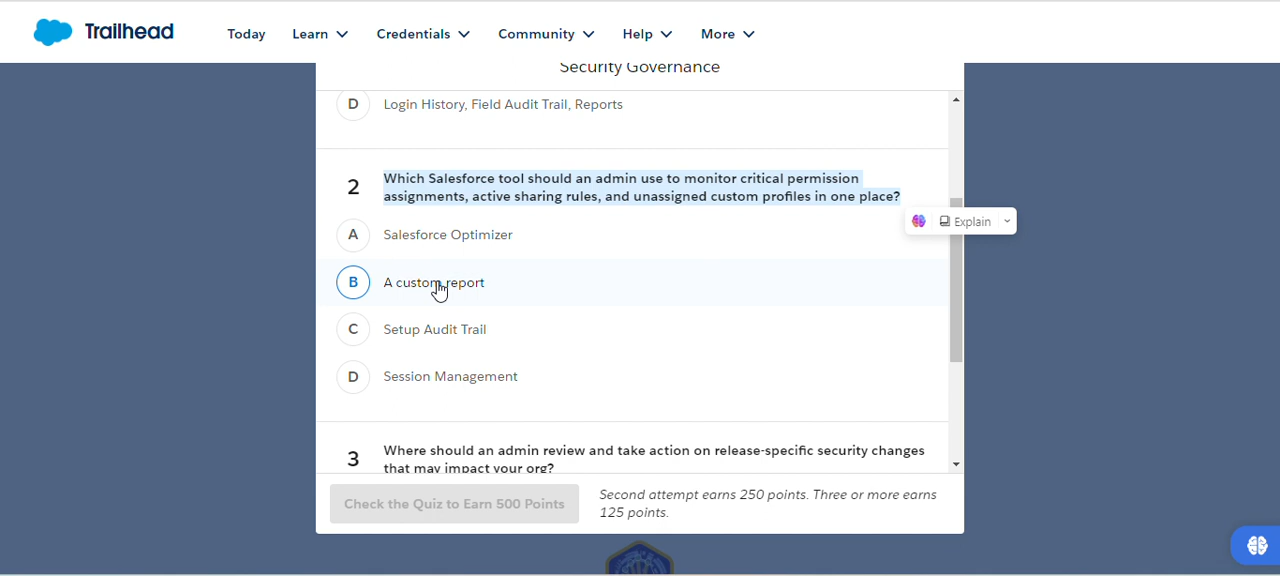 Trailhead
Today
Learn
Credentials
Community
Help
More
Security Governance
D
Login History, Field Audit Trail, Reports
2
Which Salesforce tool should an admin use to monitor critical permission
assignments, active sharing rules, and unassigned custom profiles in one place?
Explain
A
Salesforce Optimizer
B
A custom report
C
Setup Audit Trail
D
Session Management
3
Where should an admin review and take action on release-specific security changes
that may impact your org?
Check the Quiz to Earn 500 Points
Second attempt earns 250 points. Three or more earns
125 points.